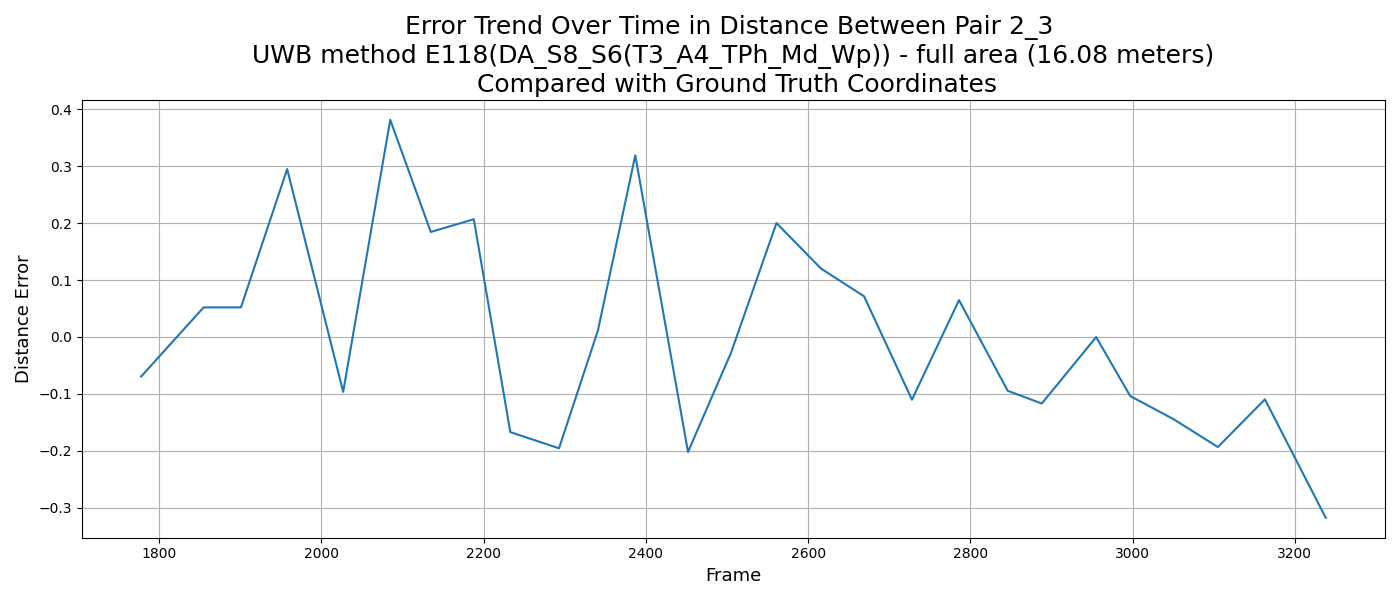 Error Trend Over Time in Distance Between Pair 2_3
UWB method E118(DA_S8_S6(T3_A4_TPh_Md_Wp)) - full area (16.08 meters)
Compared with Ground Truth Coordinates
Distance Error
0.4
0.3
0.2
0.1
0.0
−0.1
−0.2
−0.3
1800 2000 2200 2400 2600 2800 3000 3200
Frame